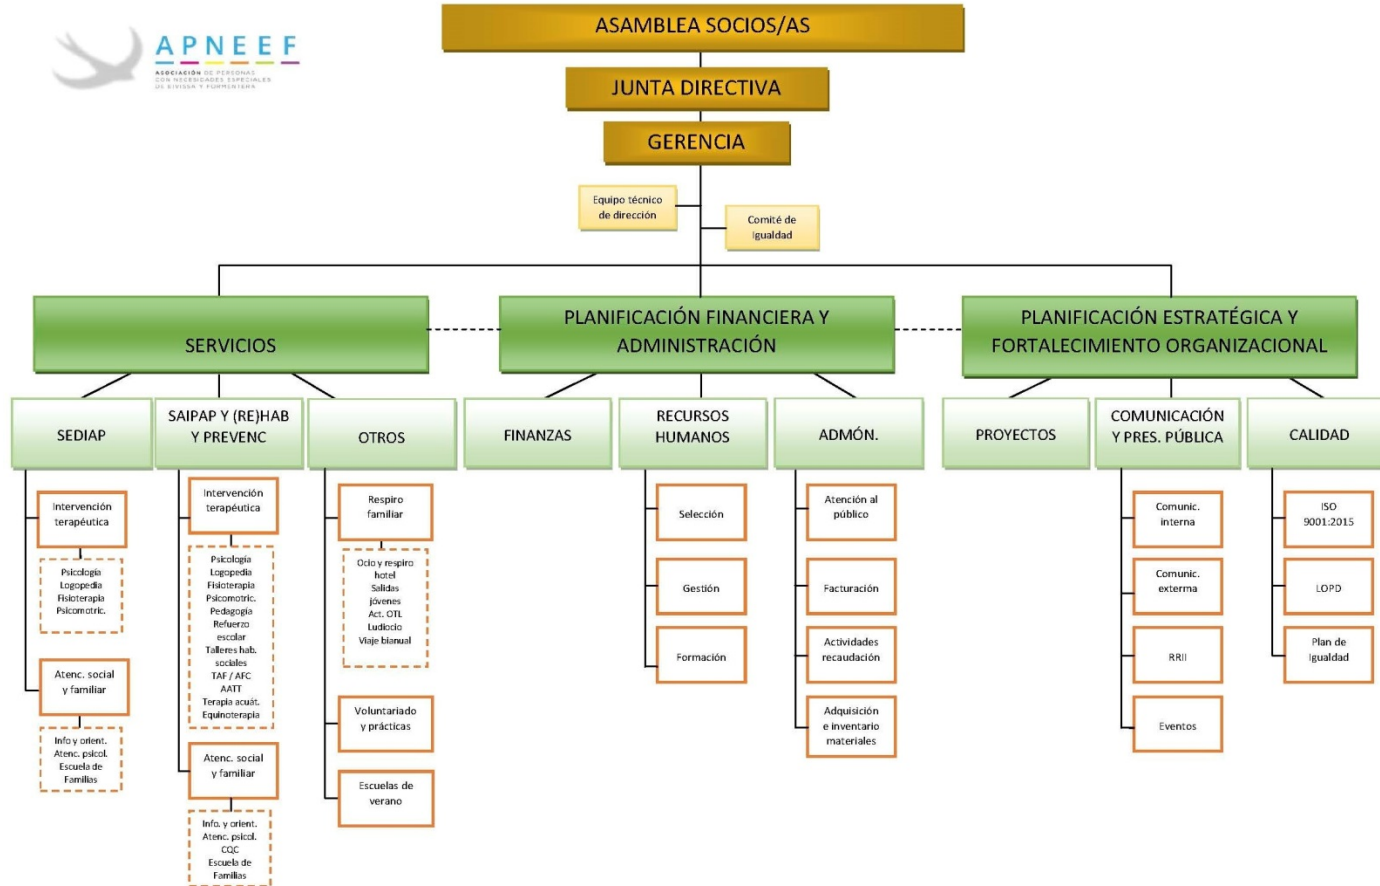 APNEEF
ASOCIACIÓN DE PERSONAS
CON NECESIDADES ESPECIALES
DE EIVISSA Y FORMENTERA
ASAMBLEA SOCIOS/AS
JUNTA DIRECTIVA
GERENCIA
Equipo técnico
de dirección
Comité de
Igualdad
SERVICIOS
PLANIFICACIÓN FINANCIERA Y
ADMINISTRACIÓN
PLANIFICACIÓN ESTRATÉGICA Y
FORTALECIMIENTO ORGANIZACIONAL
SEDIAP
SAIPAP Y (RE)HAB
Y PREVENC
OTROS
FINANZAS
RECURSOS
HUMANOS
ADMÓN.
PROYECTOS
COMUNICACIÓN
Y PRES. PÚBLICA
CALIDAD
Intervención
terapéutica
Psicología
Logopedia
Fisioterapia
Psicomotric.
Atenc. social
y familiar
Info y orient.
Atenc. psicol.
Escuela de
Familias
Intervención
terapéutica
Psicología
Logopedia
Fisioterapia
Psicomotric.
Pedagogía
Refuerzo
escolar
Talleres hab.
sociales
TAF / AFC
AATT
Terapia acuát.
Equinoterapia
Atenc. social
y familiar
Info. y orient.
Atenc. psicol.
CQC
Escuela de
Familias
Respiro
familiar
Ocio y respiro
hotel
Salidas
jóvenes
Act. OTL
Ludiocio
Viaje bianual
Voluntariado
y prácticas
Escuelas de
verano
Selección
Gestión
Formación
Atención al
público
Facturación
Actividades
recaudación
Adquisición
e inventario
materiales
Comunic.
interna
Comunic.
externa
RRII
Eventos
ISO
9001:2015
LOPD
Plan de
Igualdad